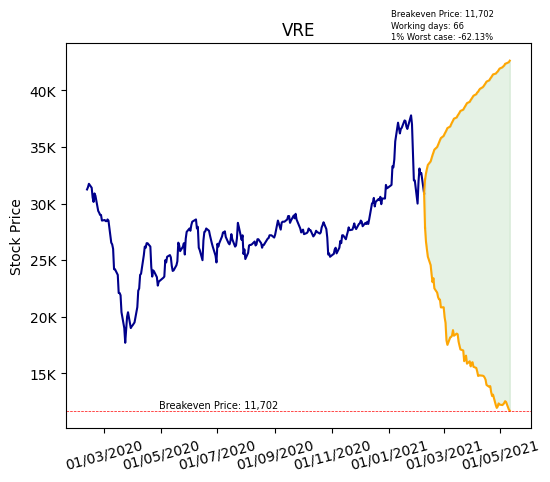 Breakeven Price: 11,702
Working days: 66
1% Worst case: -62.13%
VRE
Stock Price
40K
35K
30K
25K
20K
15K
Breakeven Price: 11,702
01/03/2020 01/05/2020 01/07/2020 01/09/2020 01/11/2020 01/01/2021 01/03/2021 01/05/2021